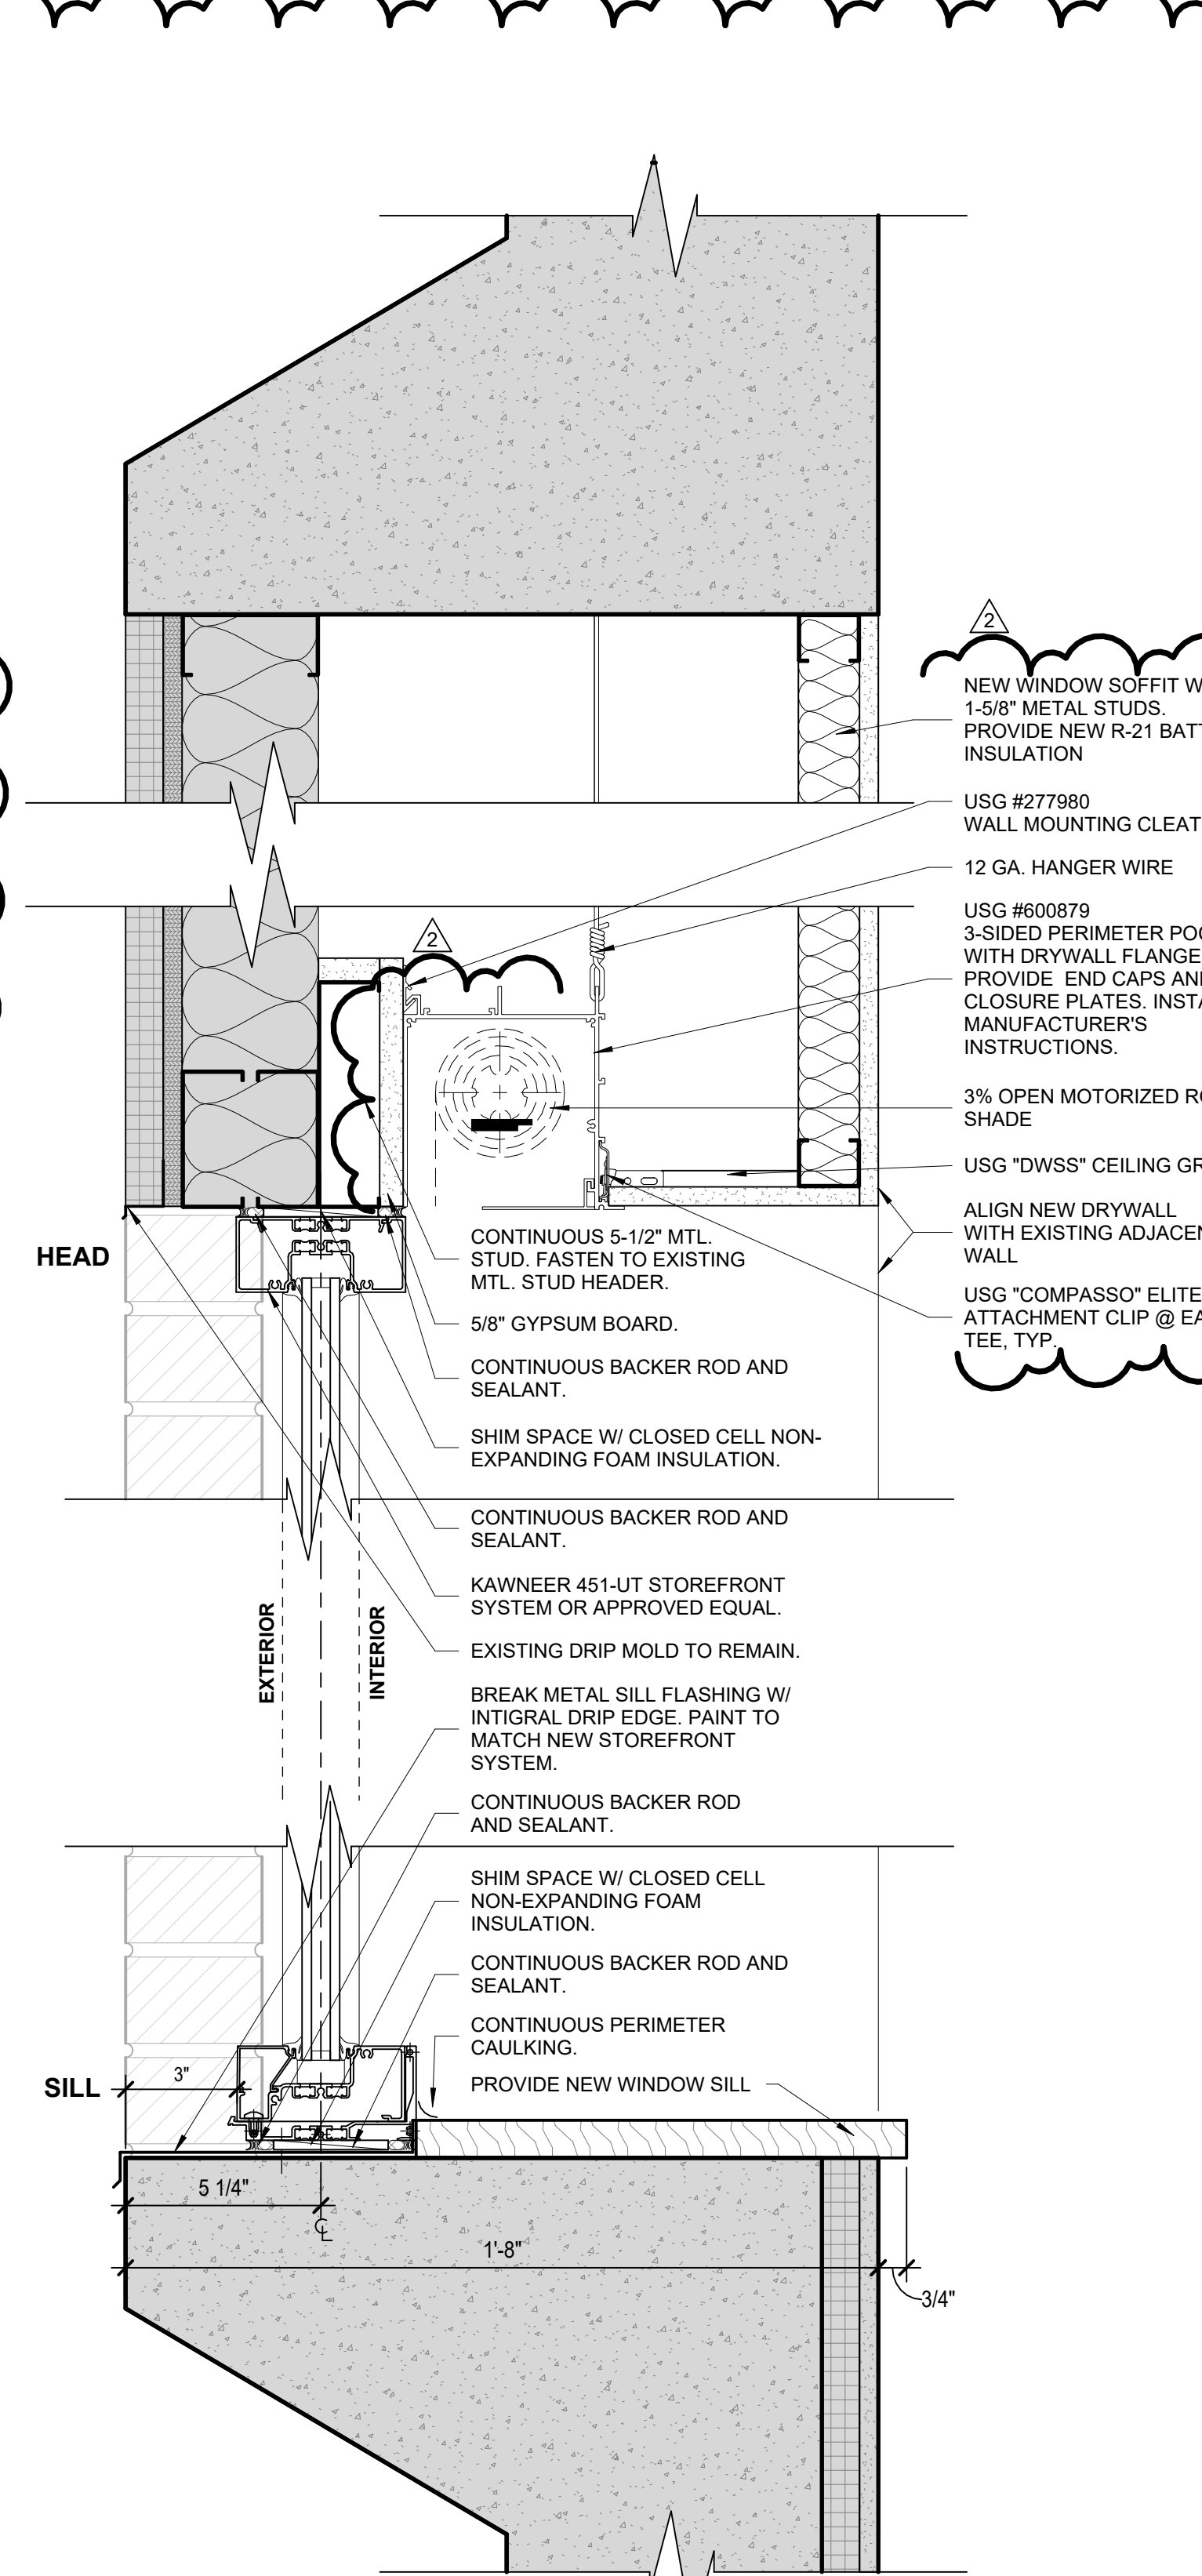 2
NEW WINDOW SOFFIT
1-5/8" METAL STUDS.
PROVIDE NEW R-21 BATT
INSULATION
USG #277980
WALL MOUNTING CLEAT
12 GA. HANGER WIRE
USG #600879
3-SIDED PERIMETER
WITH DRYWALL FLANGE
PROVIDE END CAPS
CLOSURE PLATES.
MANUFACTURER'S
INSTRUCTIONS.
3% OPEN MOTORIZED
SHADE
USG "DWSS" CEILING
ALIGN NEW DRYWALL
WITH EXISTING
WALL
USG "COMPASSO" ELITE
ATTACHMENT CLIP @
TEE, TYP.
2
HEAD
CONTINUOUS 5-1/2" MTL.
STUD. FASTEN TO EXISTING
MTL. STUD HEADER.
5/8" GYPSUM BOARD.
CONTINUOUS BACKER ROD AND
SEALANT.
SHIM SPACE W/ CLOSED CELL NON-
EXPANDING FOAM INSULATION.
CONTINUOUS BACKER ROD AND
SEALANT.
KAWNEER 451-UT STOREFRONT
SYSTEM OR APPROVED EQUAL.
EXISTING DRIP MOLD TO REMAIN.
EXTERIOR
INTERIOR
BREAK METAL SILL FLASHING W/
INTIGRAL DRIP EDGE. PAINT TO
MATCH NEW STOREFRONT
SYSTEM.
CONTINUOUS BACKER ROD
AND SEALANT.
SHIM SPACE W/ CLOSED CELL
NON-EXPANDING FOAM
INSULATION.
CONTINUOUS BACKER ROD AND
SEALANT.
CONTINUOUS PERIMETER
CAULKING.
PROVIDE NEW WINDOW SILL
SILL
3"
5 1/4"
CL
1'-8"
3/4"